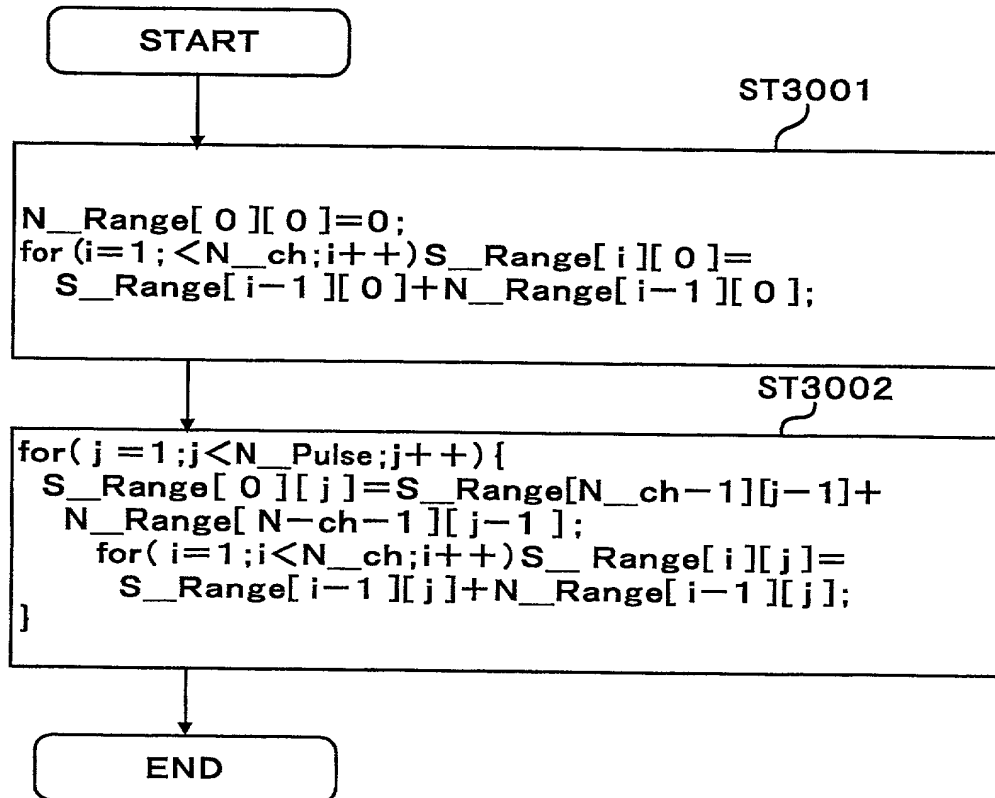 START
ST3001
N__Range[ 0 ][ 0 ]=0;
for (i=1;<N__ch;i++)S__Range[ i ][ 0 ]=
S__Range[ i-1 ][ 0 ]+N__Range[ i-1 ][ 0 ];
ST3002
for( j =1;j<N__Pulse;j++){
S__Range[ 0 ][ j ]=S__Range[N__ch-1][j-1]+
N__Range[ N-ch-1 ][ j-1 ];
for( i=1;i<N__ch;i++)S__ Range[ i ][ j ]=
S__Range[ i-1 ][ j ]+N__Range[ i-1 ][ j ];
}
END